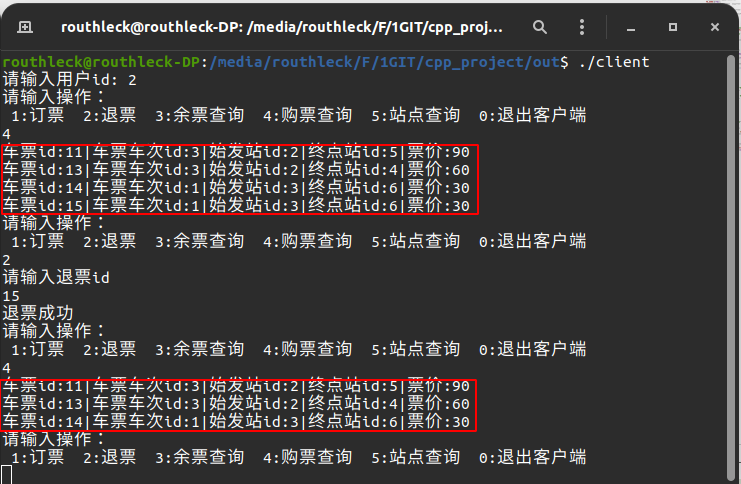 routhleck@routhleck-DP: /media/routhleck/F/1GIT/cpp_proj…
routhleck@routhleck-DP:/media/routhleck/F/1GIT/cpp_project/out$ ./client
请输入用户id: 2
请输入操作：
 1:订票  2:退票  3:余票查询  4:购票查询  5:站点查询  0:退出客户端
4
车票id:11|车票车次id:3|始发站id:2|终点站id:5|票价:90
车票id:13|车票车次id:3|始发站id:2|终点站id:4|票价:60
车票id:14|车票车次id:1|始发站id:3|终点站id:6|票价:30
车票id:15|车票车次id:1|始发站id:3|终点站id:6|票价:30
请输入操作：
 1:订票  2:退票  3:余票查询  4:购票查询  5:站点查询  0:退出客户端
2
请输入退票id
15
退票成功
请输入操作：
 1:订票  2:退票  3:余票查询  4:购票查询  5:站点查询  0:退出客户端
4
车票id:11|车票车次id:3|始发站id:2|终点站id:5|票价:90
车票id:13|车票车次id:3|始发站id:2|终点站id:4|票价:60
车票id:14|车票车次id:1|始发站id:3|终点站id:6|票价:30
请输入操作：
 1:订票  2:退票  3:余票查询  4:购票查询  5:站点查询  0:退出客户端